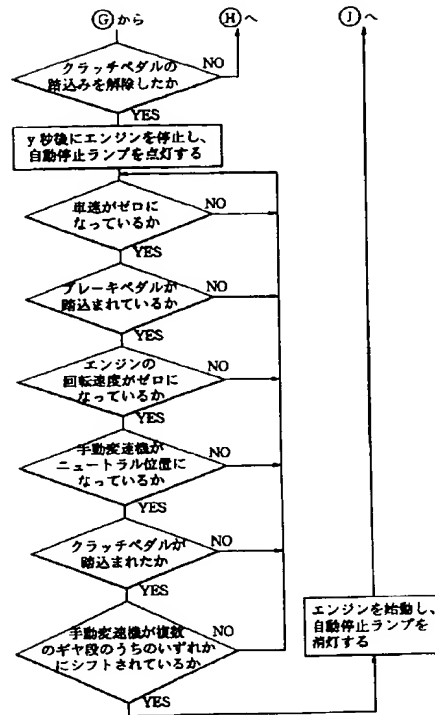 Ⓖから
Ⓗへ
Ⓙへ
クラッチペダルの
踏込みを解除したか
NO
YES
y 秒後にエンジンを停止し、
自動停止ランプを点灯する
車速がゼロに
なっているか
NO
YES
ブレーキペダルが
踏込まれているか
NO
YES
エンジンの
回転速度がゼロに
なっているか
NO
YES
手動変速機が
ニュートラル位置に
なっているか
NO
YES
クラッチペダルが
踏込まれたか
NO
YES
エンジンを始動し、
自動停止ランプを
消灯する
手動変速機が複数
のギヤ段のうちのいずれか
にシフトされているか
NO
YES